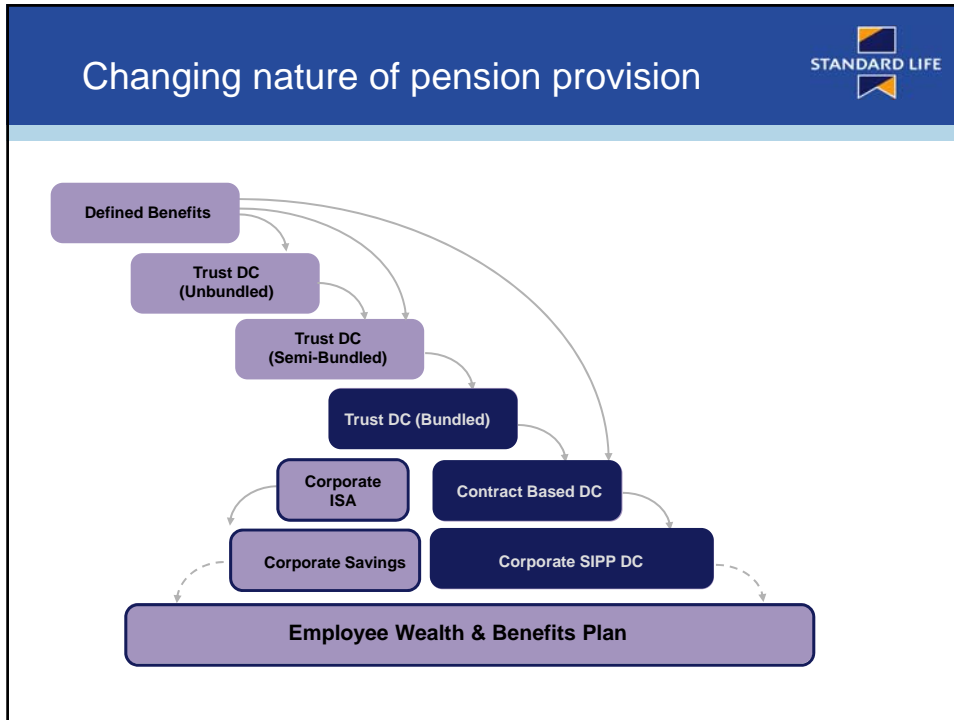 Changing nature of pension provision
STANDARD LIFE
Defined Benefits
Trust DC
(Unbundled)
Trust DC
(Semi-Bundled)
Trust DC (Bundled)
Corporate
ISA
Contract Based DC
Corporate Savings
Corporate SIPP DC
Employee Wealth & Benefits Plan